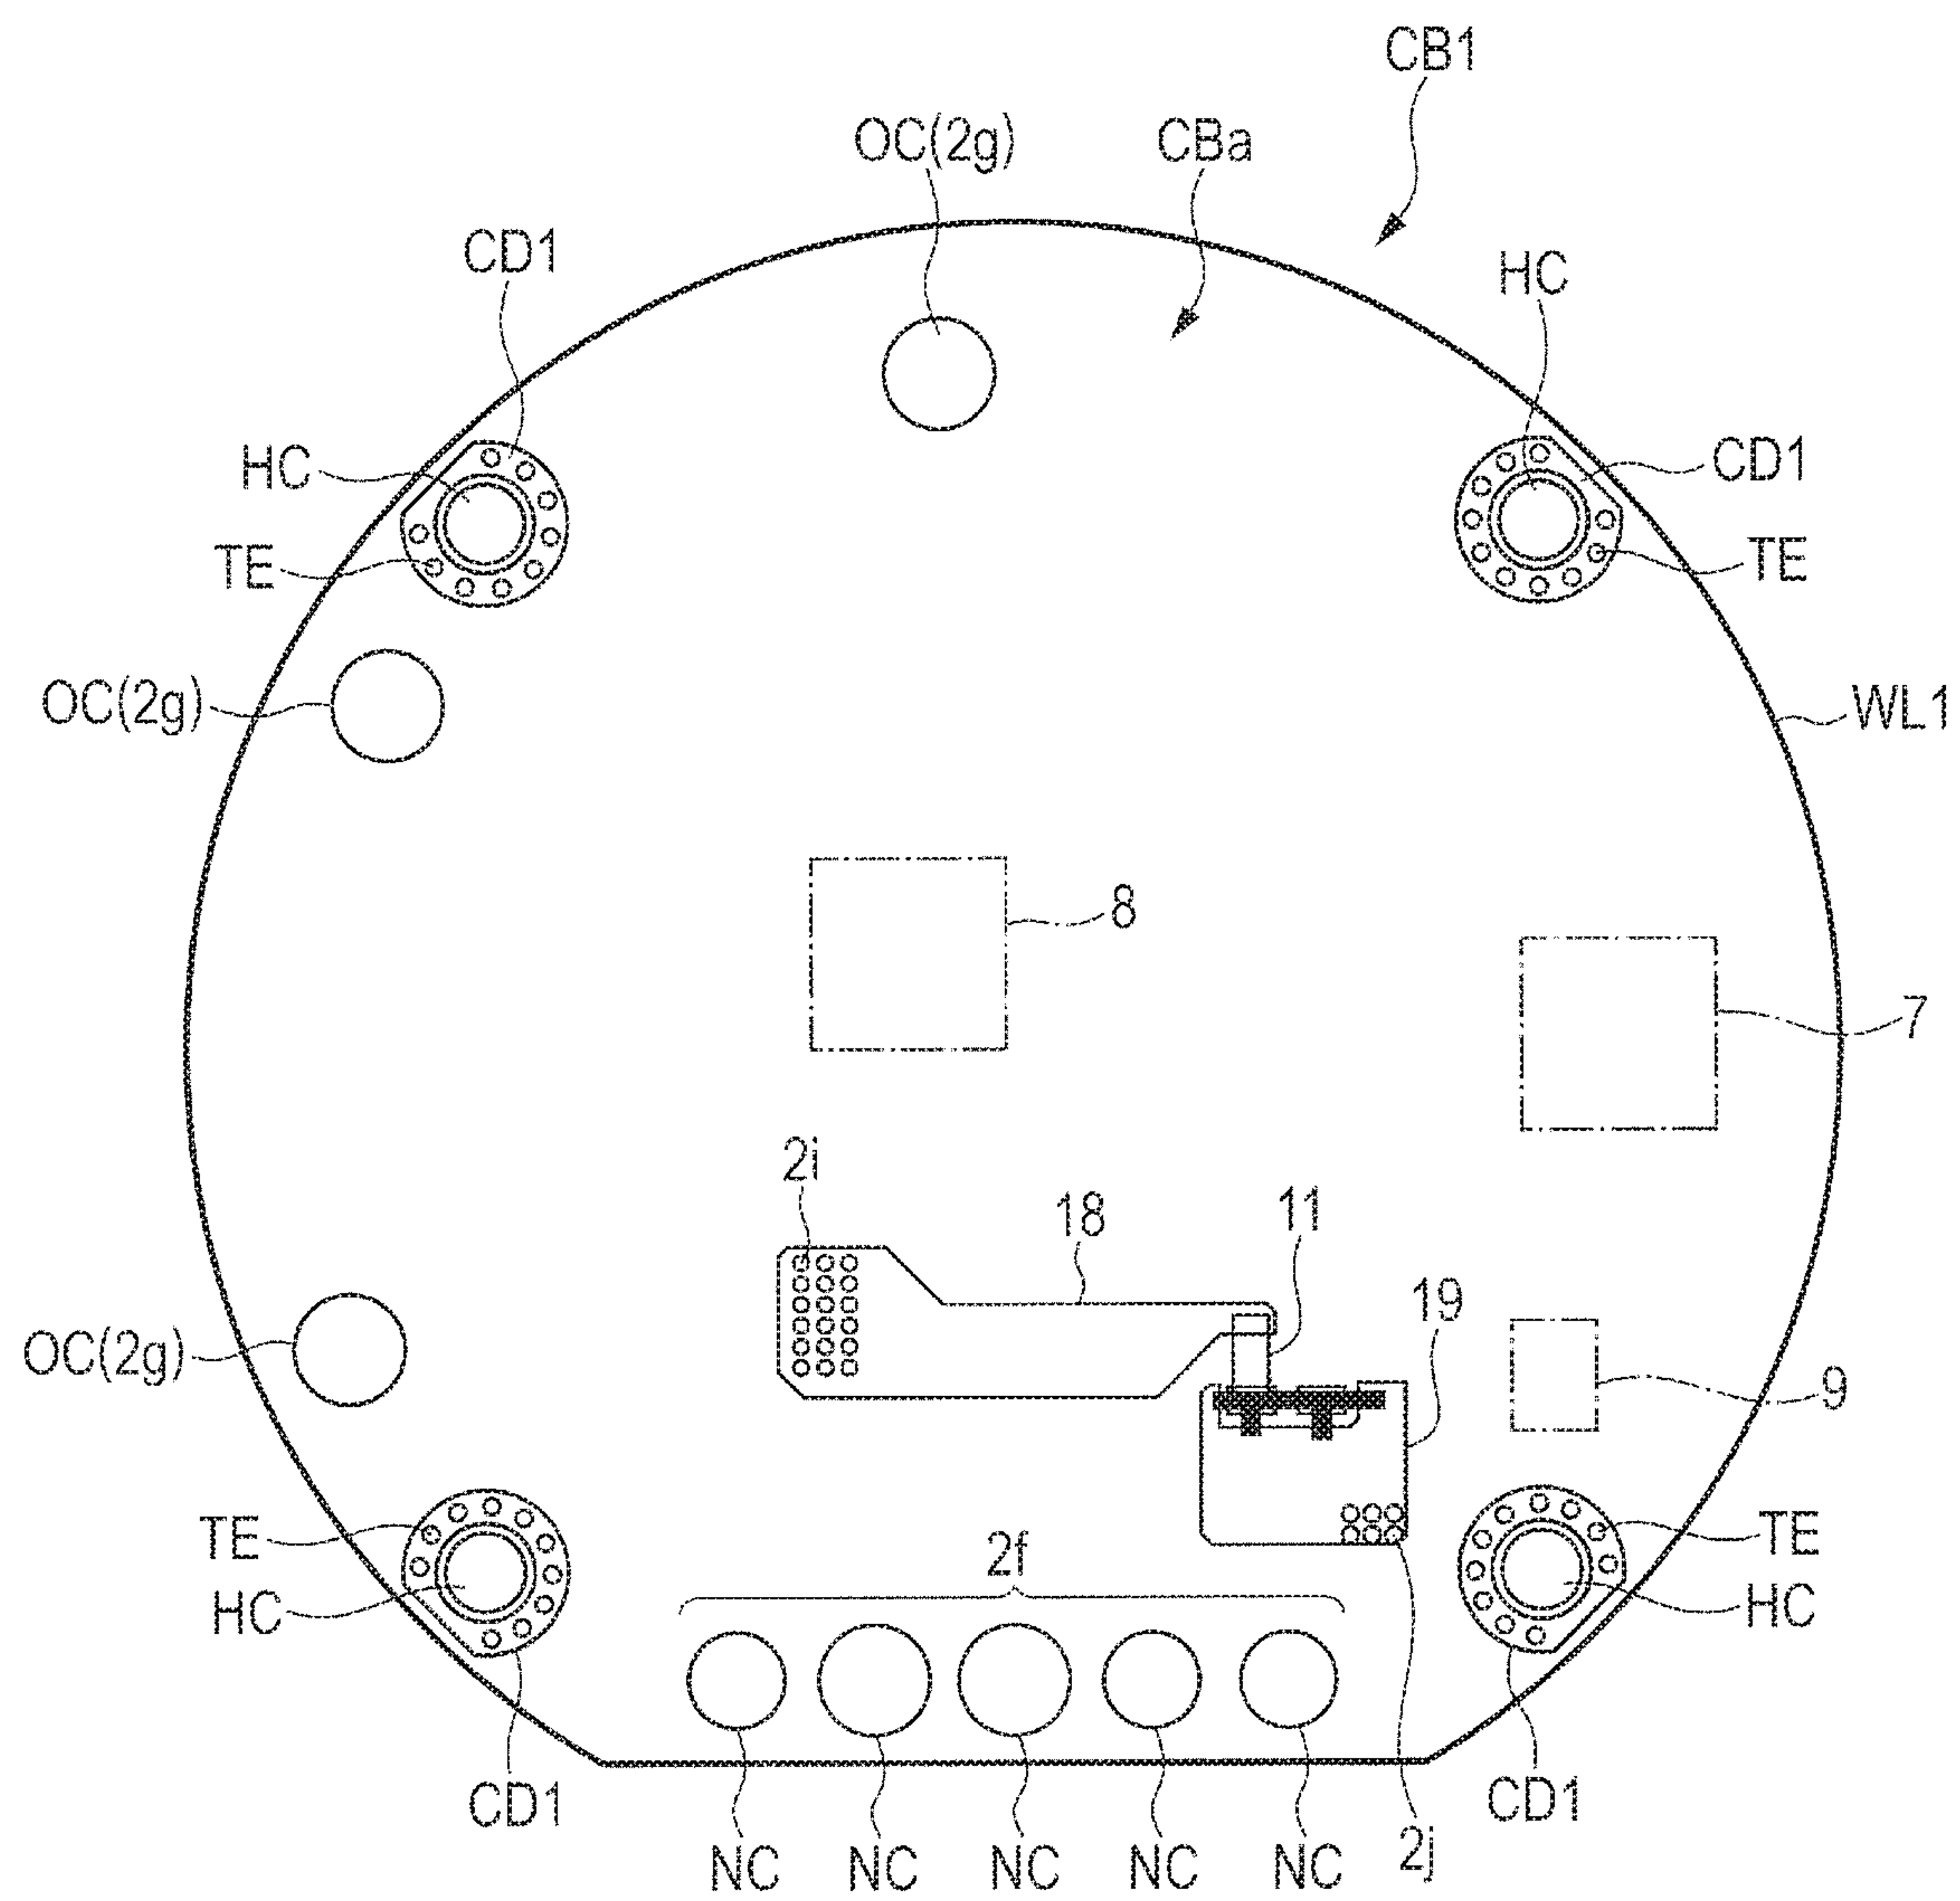 CB1
OC(2g)
CBa
CD1
HC
HC
CD1
TE
TE
OC(2g)
WL1
8
7
2i
18
11
19
OC(2g)
9
TE
2f
TE
HC
HC
CD1
CD1
2j
NC
NC
NC
NC
NC